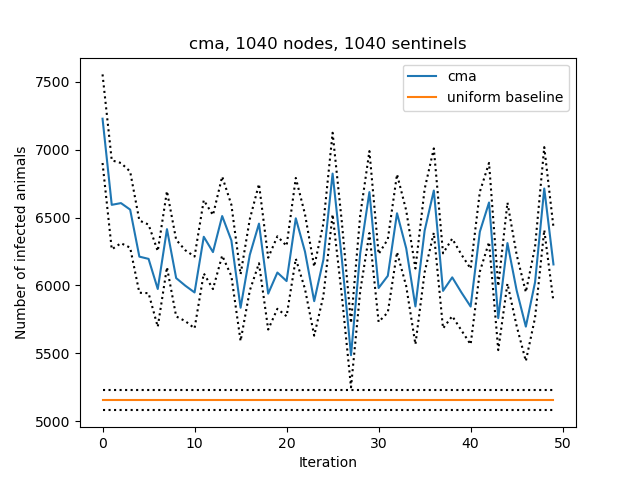 cma, 1040 nodes, 1040 sentinels
cma
uniform baseline
Number of infected animals
7500
7000
6500
6000
5500
5000
0 10 20 30 40 50
Iteration